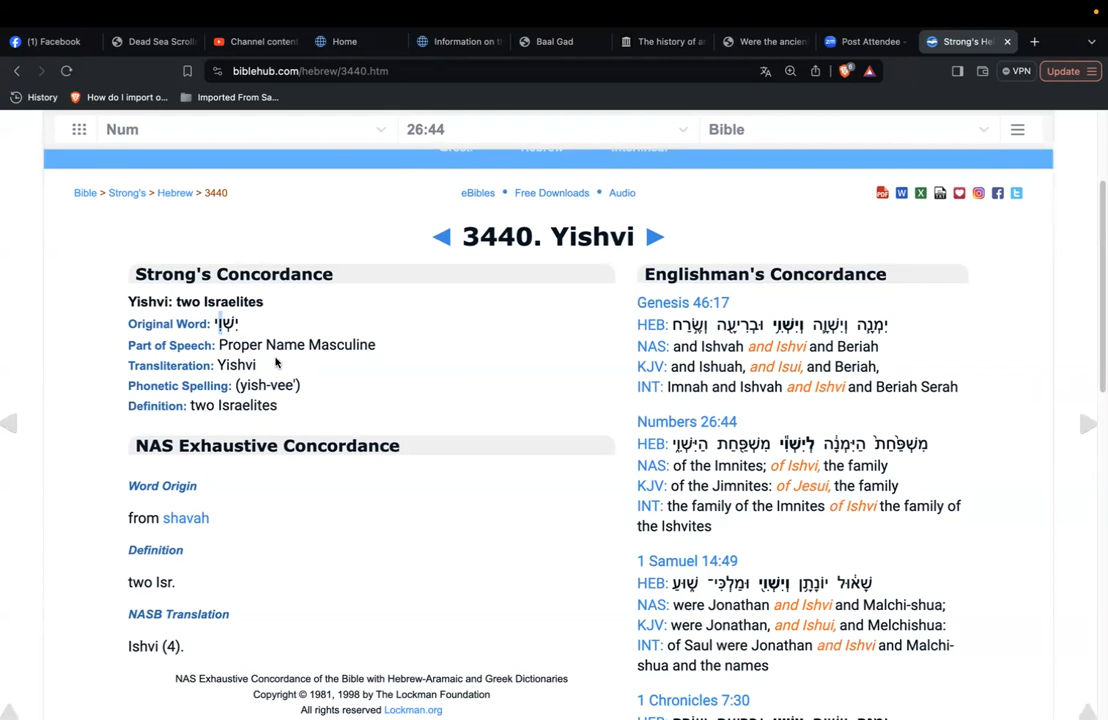 (1) Facebook
Dead Sea Scroll
Channel content
Home
Information on t
Baal Gad
The history of a
Were the ancien
Post Attendee -
Strong's He
biblehub.com/hebrew/3440.htm
6
VPN
Update
History
How do I import o...
Imported From Sa...
Num
26:44
Bible
Bible > Strong's > Hebrew > 3440
eBibles • Free Downloads • Audio
◀ 3440. Yishvi ▶
Strong's Concordance
Yishvi: two Israelites
Original Word: יִשְׁוִי
Part of Speech: Proper Name Masculine
Transliteration: Yishvi
Phonetic Spelling: (yish-vee')
Definition: two Israelites
NAS Exhaustive Concordance
Word Origin
from shavah
Definition
two Isr.
NASB Translation
Ishvi (4).
NAS Exhaustive Concordance of the Bible with Hebrew-Aramaic and Greek Dictionaries
Copyright © 1981, 1998 by The Lockman Foundation
All rights reserved Lockman.org
Englishman's Concordance
Genesis 46:17
HEB: יִמְנָ֧ה וְיִשְׁוָ֛ה וְיִשְׁוִ֥י וּבְרִיעָ֖ה וְשֶׂ֣רַח
NAS: and Ishvah and Ishvi and Beriah
KJV: and Ishuah, and Isui, and Beriah,
INT: Imnah and Ishvah and Ishvi and Beriah Serah
Numbers 26:44
HEB: מִשְׁפַּ֙חַת֙ הַיִּמְנָ֔ה לְיִשְׁוִ֕י מִשְׁפַּ֖חַת הַיִּשְׁוִ֑י
NAS: of the Imnites; of Ishvi, the family
KJV: of the Jimnites: of Jesui, the family
INT: the family of the Imnites of Ishvi the family of
the Ishvites
1 Samuel 14:49
HEB: שָׁא֔וּל יוֹנָתָ֥ן וְיִשְׁוִ֖י וּמַלְכִּי־ שׁ֑וּעַ
NAS: were Jonathan and Ishvi and Malchi-shua;
KJV: were Jonathan, and Ishui, and Melchishua:
INT: of Saul were Jonathan and Ishvi and Malchi-
shua and the names
1 Chronicles 7:30